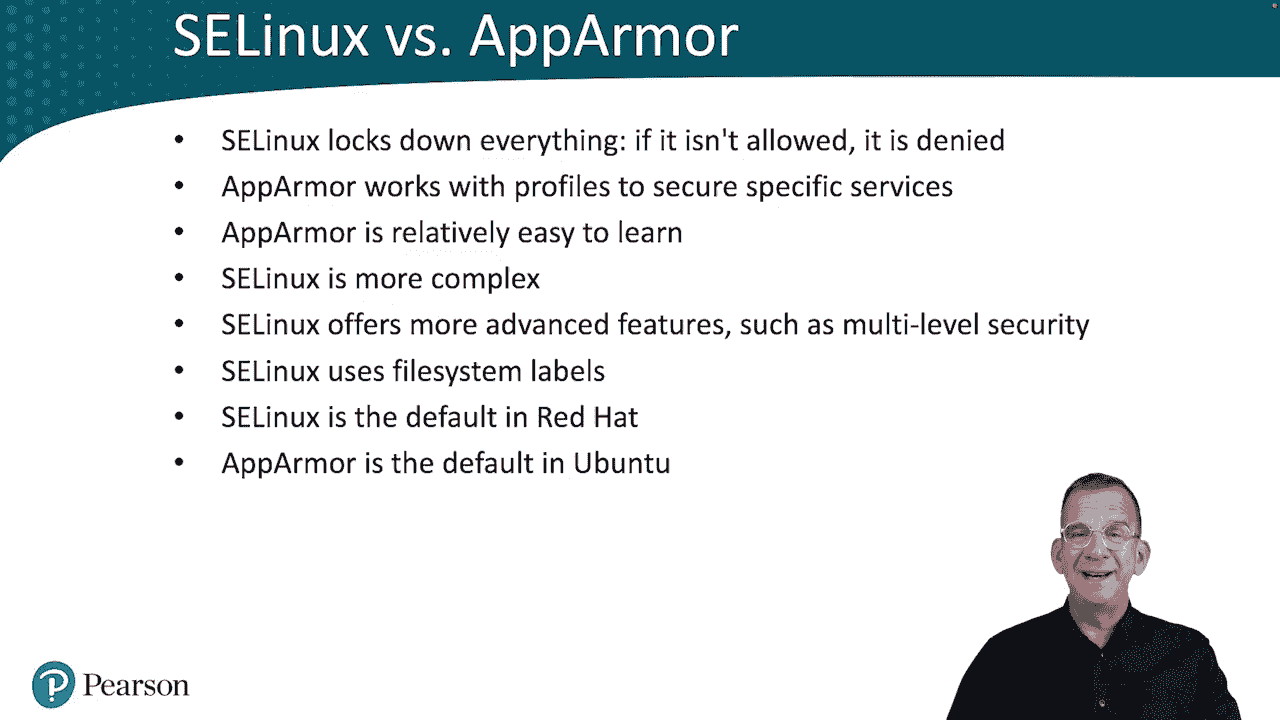 SELinux vs. AppArmor
• SELinux locks down everything: if it isn't allowed, it is denied
• AppArmor works with profiles to secure specific services
• AppArmor is relatively easy to learn
• SELinux is more complex
• SELinux offers more advanced features, such as multi-level security
• SELinux uses filesystem labels
• SELinux is the default in Red Hat
• AppArmor is the default in Ubuntu
Pearson